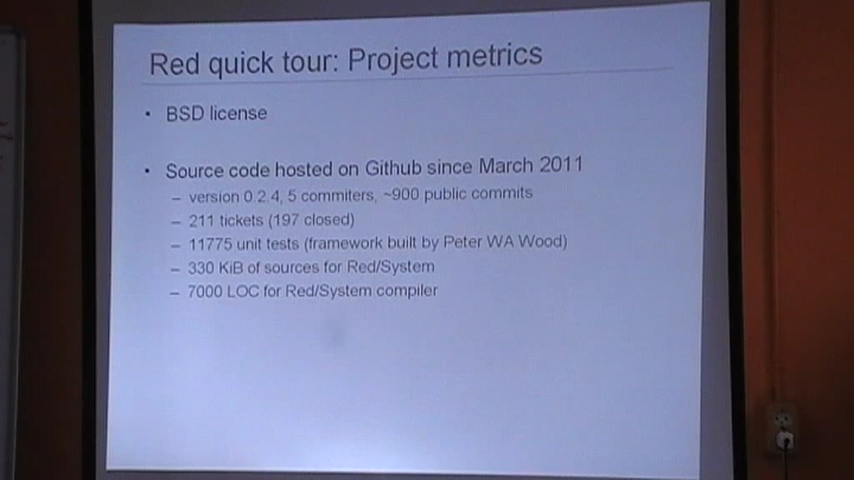 Red quick tour: Project metrics
• BSD license
• Source code hosted on Github since March 2011
– version 0.2.4, 5 commiters, ~900 public commits
– 211 tickets (197 closed)
– 11775 unit tests (framework built by Peter WA Wood)
– 330 KiB of sources for Red/System
– 7000 LOC for Red/System compiler